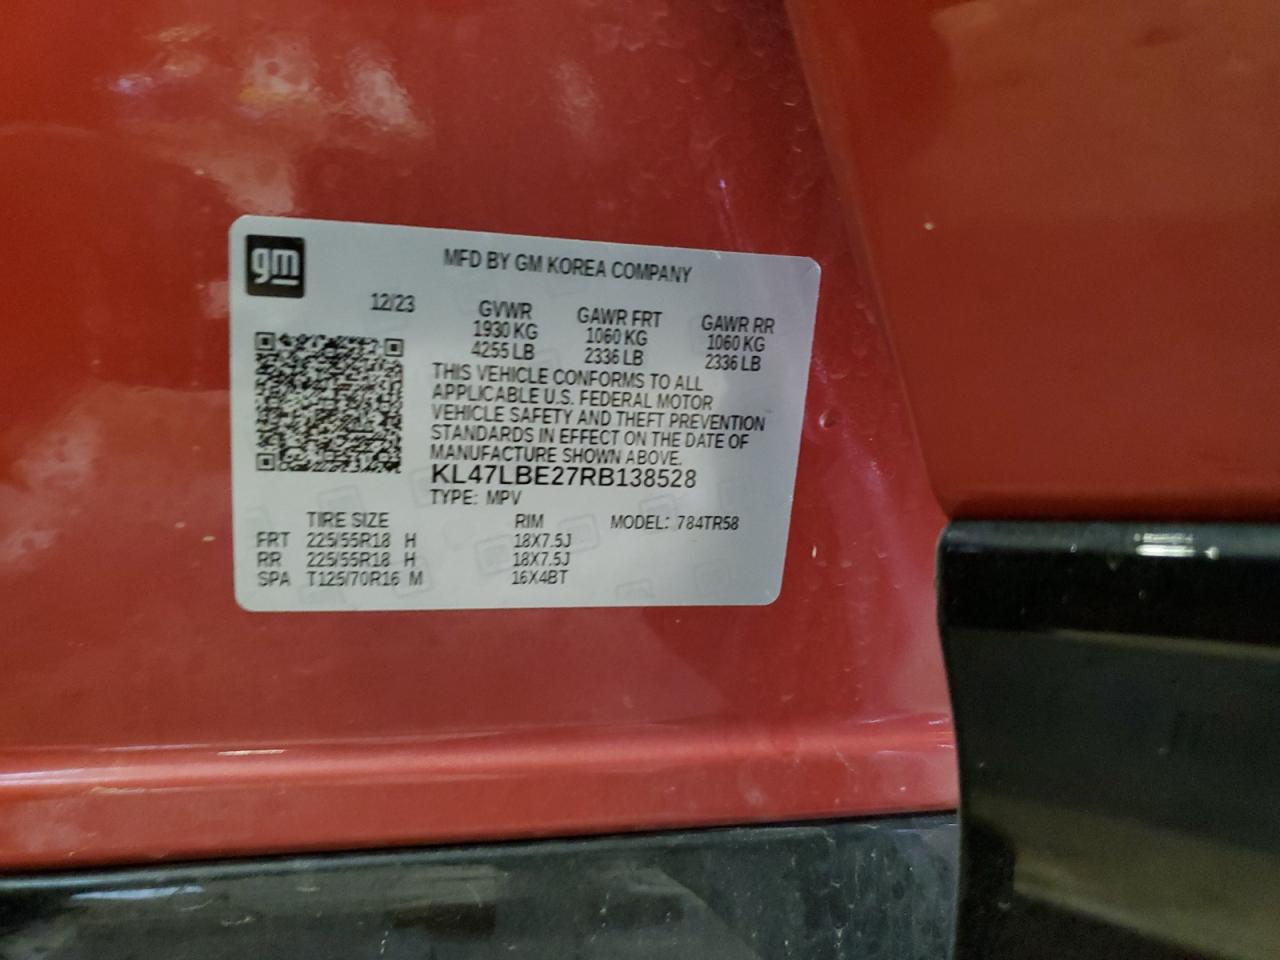 gm
MFD BY GM KOREA COMPANY
12/23 GVWR GAWR FRT GAWR RR
1930 KG 1060 KG 1060 KG
4255 LB 2336 LB 2336 LB
THIS VEHICLE CONFORMS TO ALL
APPLICABLE U.S. FEDERAL MOTOR
VEHICLE SAFETY AND THEFT PREVENTION
STANDARDS IN EFFECT ON THE DATE OF
MANUFACTURE SHOWN ABOVE.
KL47LBE27RB138528
TYPE: MPV
TIRE SIZE RIM MODEL: 784TR58
FRT 225/55R18 H 18X7.5J
RR 225/55R18 H 18X7.5J
SPA T125/70R16 M 16X4BT